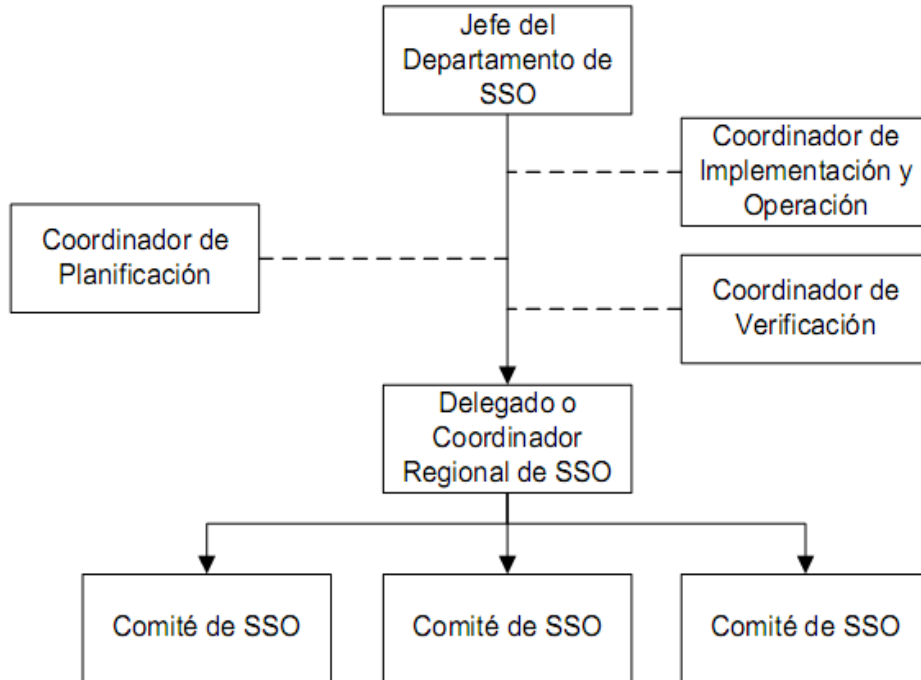 Jefe del
Departamento de
SSO
Coordinador de
Implementación y
Operación
Coordinador de
Planificación
Coordinador de
Verificación
Delegado o
Coordinador
Regional de SSO
Comité de SSO
Comité de SSO
Comité de SSO